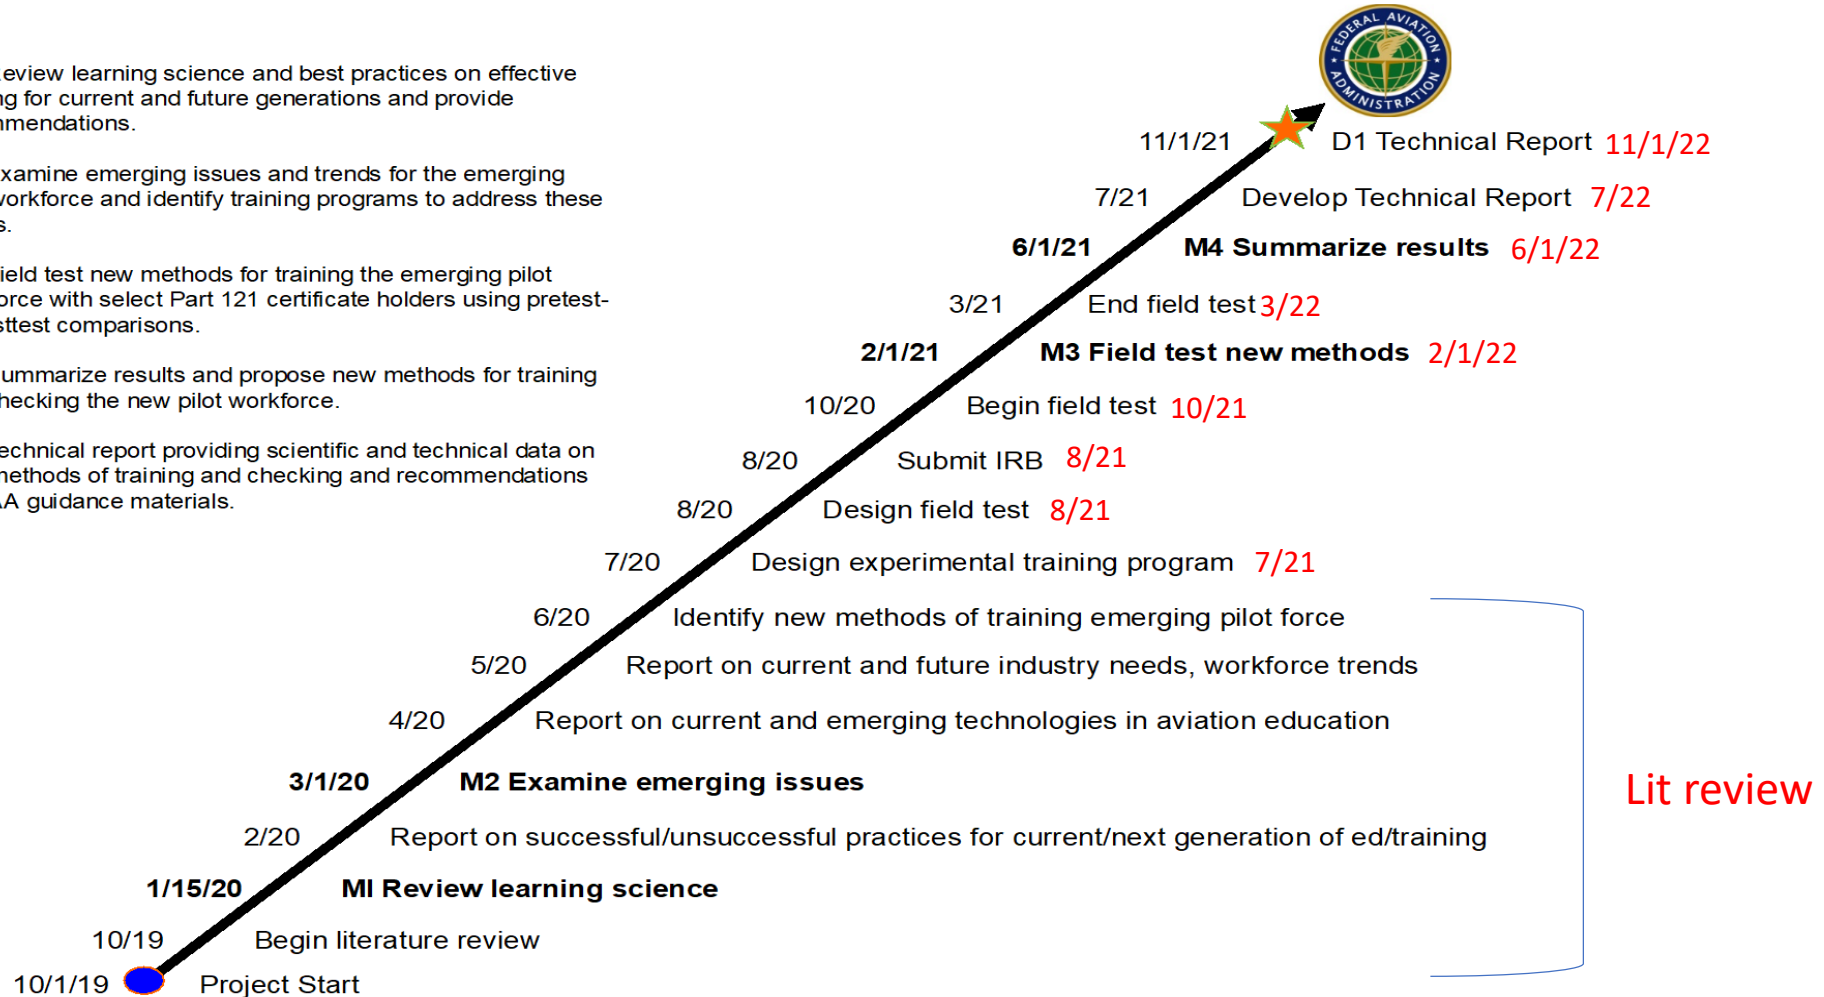 eview learning science and best practices on effective
ng for current and future generations and provide
mmendations.
xamine emerging issues and trends for the emerging
workforce and identify training programs to address these
s.
ield test new methods for training the emerging pilot
orce with select Part 121 certificate holders using pretest-
sttest comparisons.
ummarize results and propose new methods for training
hecking the new pilot workforce.
echnical report providing scientific and technical data on
methods of training and checking and recommendations
AA guidance materials.
FEDERAL AVIATION ADMINISTRATION
11/1/21 D1 Technical Report 11/1/22
7/21 Develop Technical Report 7/22
6/1/21 M4 Summarize results 6/1/22
3/21 End field test 3/22
2/1/21 M3 Field test new methods 2/1/22
10/20 Begin field test 10/21
8/20 Submit IRB 8/21
8/20 Design field test 8/21
7/20 Design experimental training program 7/21
6/20 Identify new methods of training emerging pilot force
5/20 Report on current and future industry needs, workforce trends
4/20 Report on current and emerging technologies in aviation education
3/1/20 M2 Examine emerging issues
Lit review
2/20 Report on successful/unsuccessful practices for current/next generation of ed/training
1/15/20 MI Review learning science
10/19 Begin literature review
10/1/19 Project Start